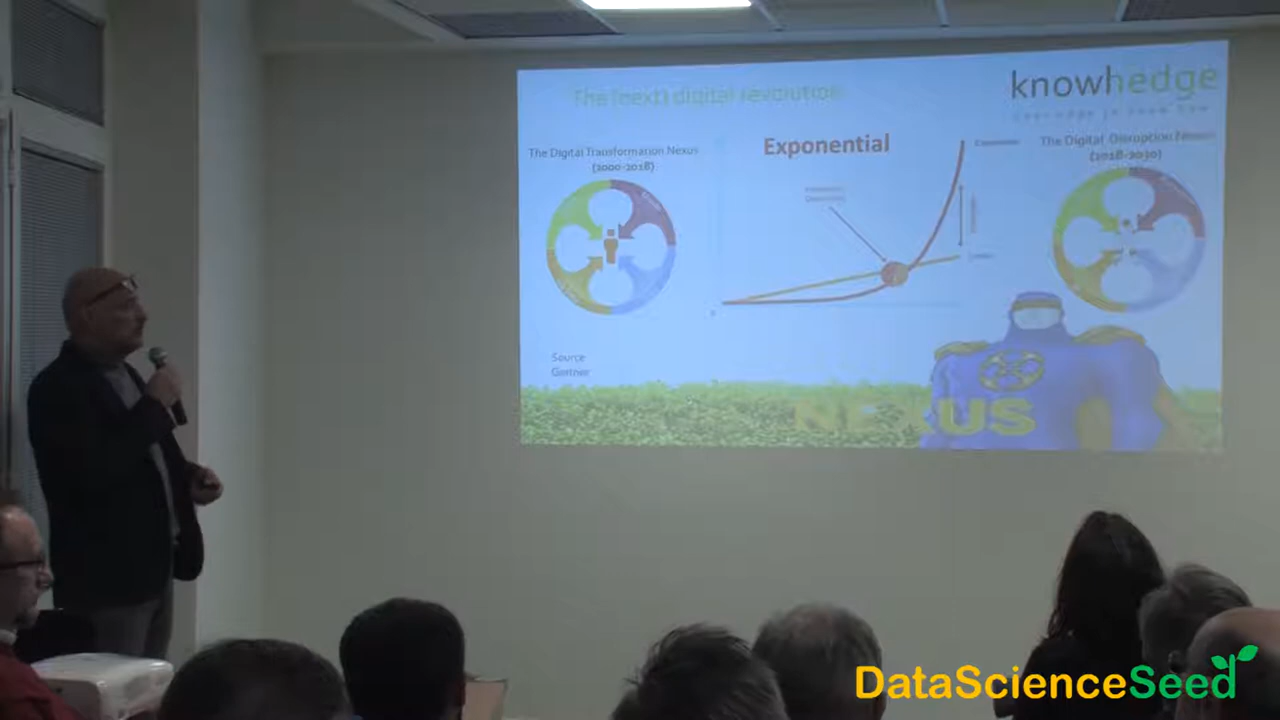 The (next) digital revolution
knowhedge
The Digital Transformation Nexus
(2000-2018)
Exponential
The Digital Disruption Nexus
(2018-2030)
Source
Gartner
NEXUS
DataScienceSeed